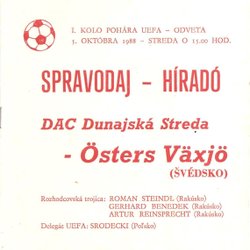 1. KOLO POHÁRA UEFA – ODVETA
5. OKTÓBRA 1988 – STREDA O 15.00 HOD.
SPRAVODAJ – HÍRADÓ
DAC Dunajská Streda
- Östers Växjö
(ŠVÉDSKO)
Rozhodcovská trojica: ROMAN STEINDL (Rakúsko)
GERHARD BENEDEK (Rakúsko)
ARTUR REINSPRECHT (Rakúsko)
Delegát UEFA: SRODECKI (Poľsko)